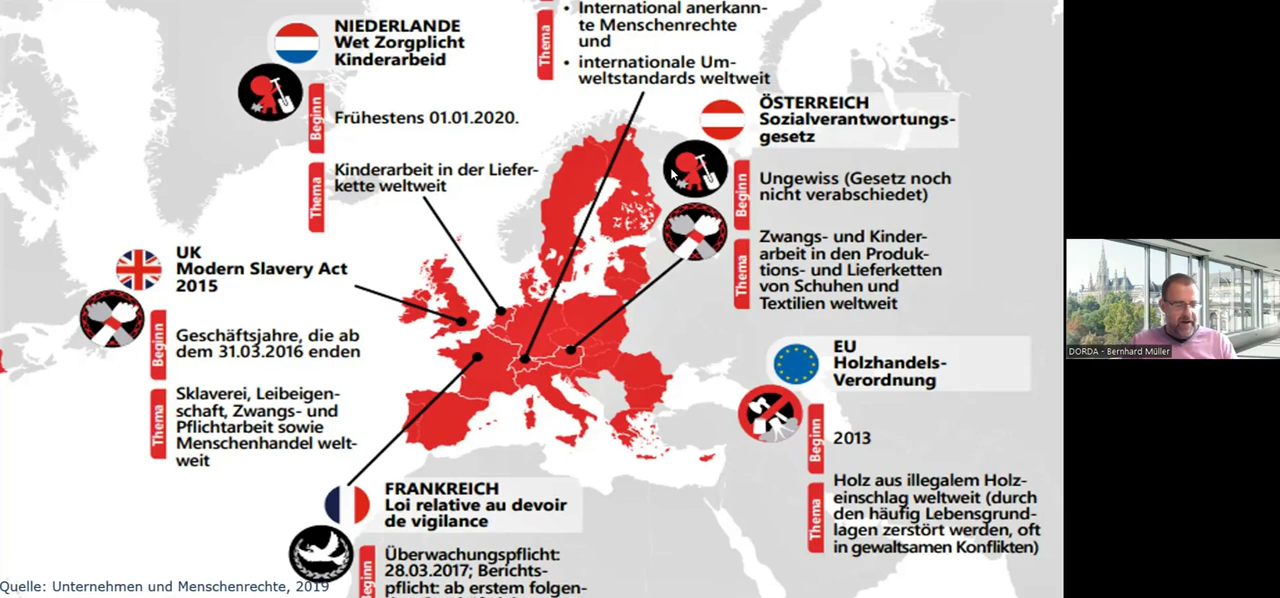 NIEDERLANDE
Wet Zorgplicht
Kinderarbeid
Beginn
Frühestens 01.01.2020.
Thema
Kinderarbeit in der Liefer-
kette weltweit
Thema
• International anerkann-
te Menschenrechte
und
• internationale Um-
weltstandards weltweit
ÖSTERREICH
Sozialverantwortungs-
gesetz
Beginn
Ungewiss (Gesetz noch
nicht verabschiedet)
Thema
Zwangs- und Kinder-
arbeit in den Produk-
tions- und Lieferketten
von Schuhen und
Textilien weltweit
UK
Modern Slavery Act
2015
Beginn
Geschäftsjahre, die ab
dem 31.03.2016 enden
Thema
Sklaverei, Leibeigen-
schaft, Zwangs- und
Pflichtarbeit sowie
Menschenhandel welt-
weit
EU
Holzhandels-
Verordnung
Beginn
2013
Thema
Holz aus illegalem Holz-
einschlag weltweit (durch
den häufig Lebensgrund-
lagen zerstört werden, oft
in gewaltsamen Konflikten)
FRANKREICH
Loi relative au devoir
de vigilance
Beginn
Überwachungspflicht:
28.03.2017; Berichts-
pflicht: ab erstem folgen-
Quelle: Unternehmen und Menschenrechte, 2019
DORDA - Bernhard Müller